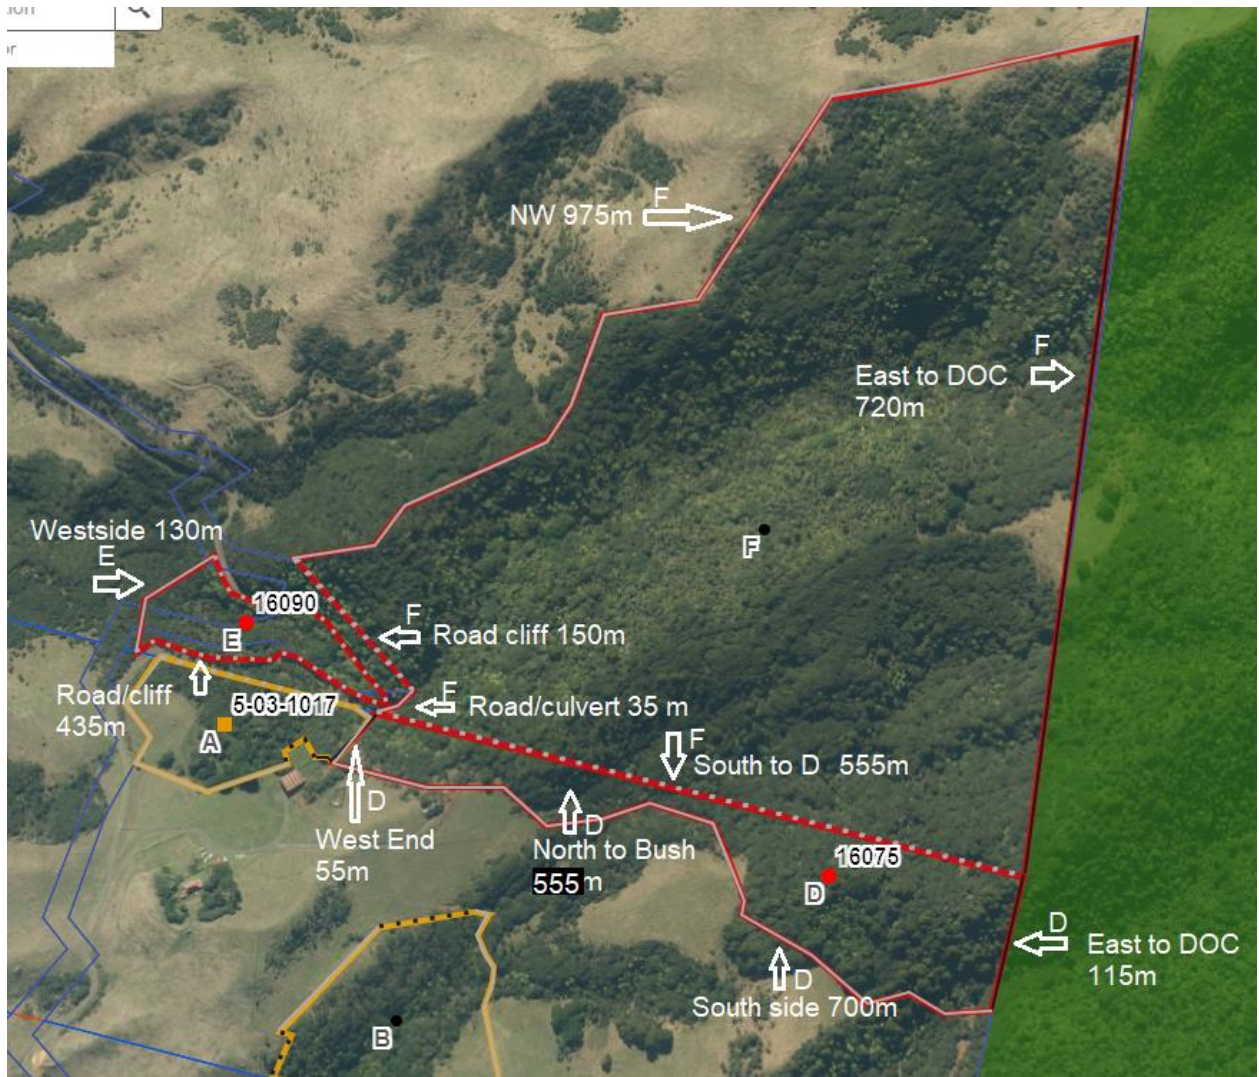 F
NW 975m
F
East to DOC
720m
F
Westside 130m
E
16090
E
F
Road cliff 150m
Road/cliff
435m
5-03-1017
A
F
Road/culvert 35 m
F
South to D 555m
D
West End
55m
D
North to Bush
555m
16075
D
D
East to DOC
115m
D
South side 700m
B